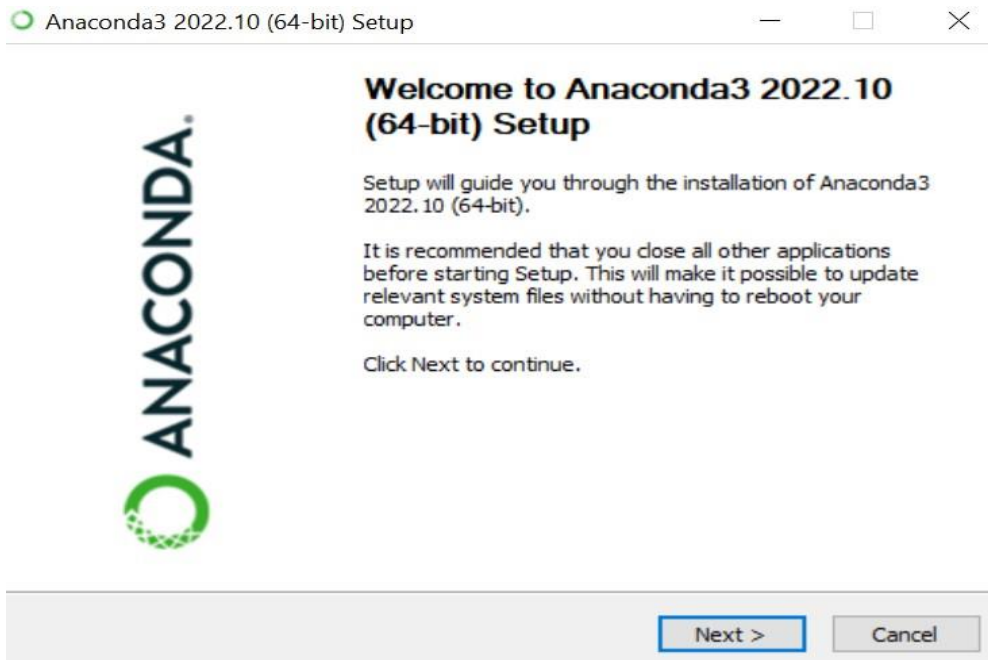 Anaconda3 2022.10 (64-bit) Setup
Welcome to Anaconda3 2022.10
(64-bit) Setup
Setup will guide you through the installation of Anaconda3
2022.10 (64-bit).
It is recommended that you close all other applications
before starting Setup. This will make it possible to update
relevant system files without having to reboot your
computer.
Click Next to continue.
ANACONDA.
Next >
Cancel